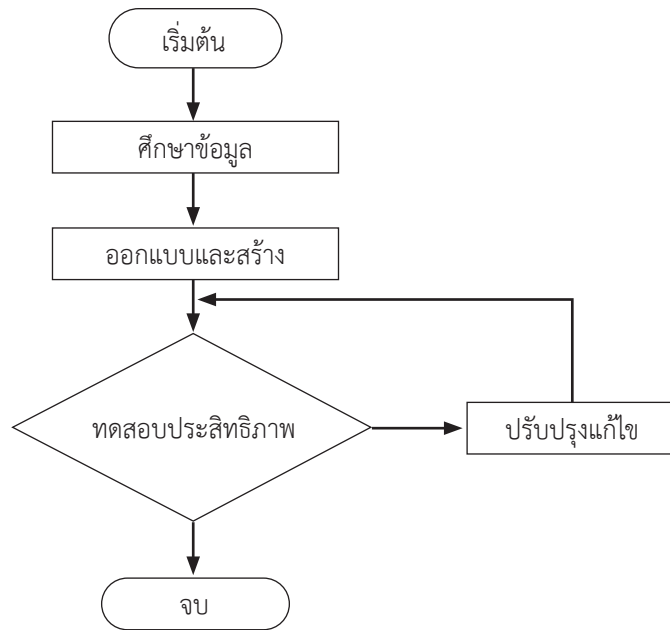 เริ่มต้น
ศึกษาข้อมูล
ออกแบบและสร้าง
ทดสอบประสิทธิภาพ
ปรับปรุงแก้ไข
จบ